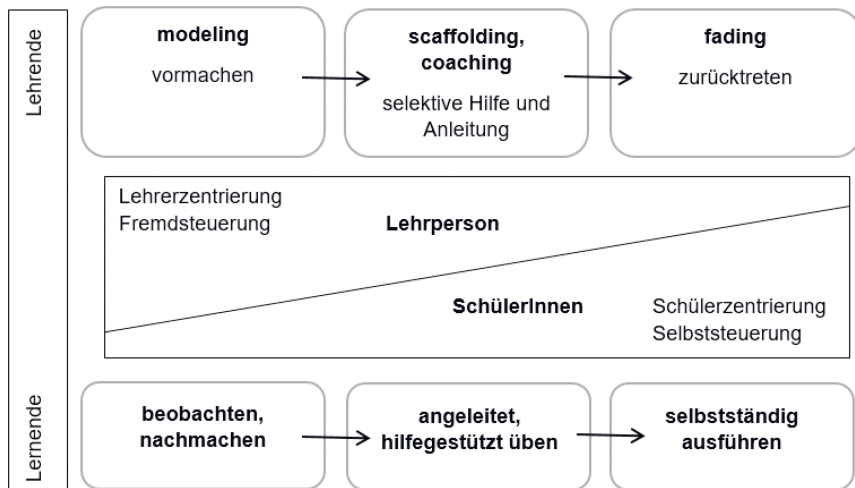 Lehrende
modeling
vormachen
scaffolding,
coaching
selektive Hilfe und
Anleitung
fading
zurücktreten
Lehrerzentrierung
Fremdsteuerung
Lehrperson
SchülerInnen
Schülerzentrierung
Selbststeuerung
Lernende
beobachten,
nachmachen
angeleitet,
hilfegestützt üben
selbstständig
ausführen